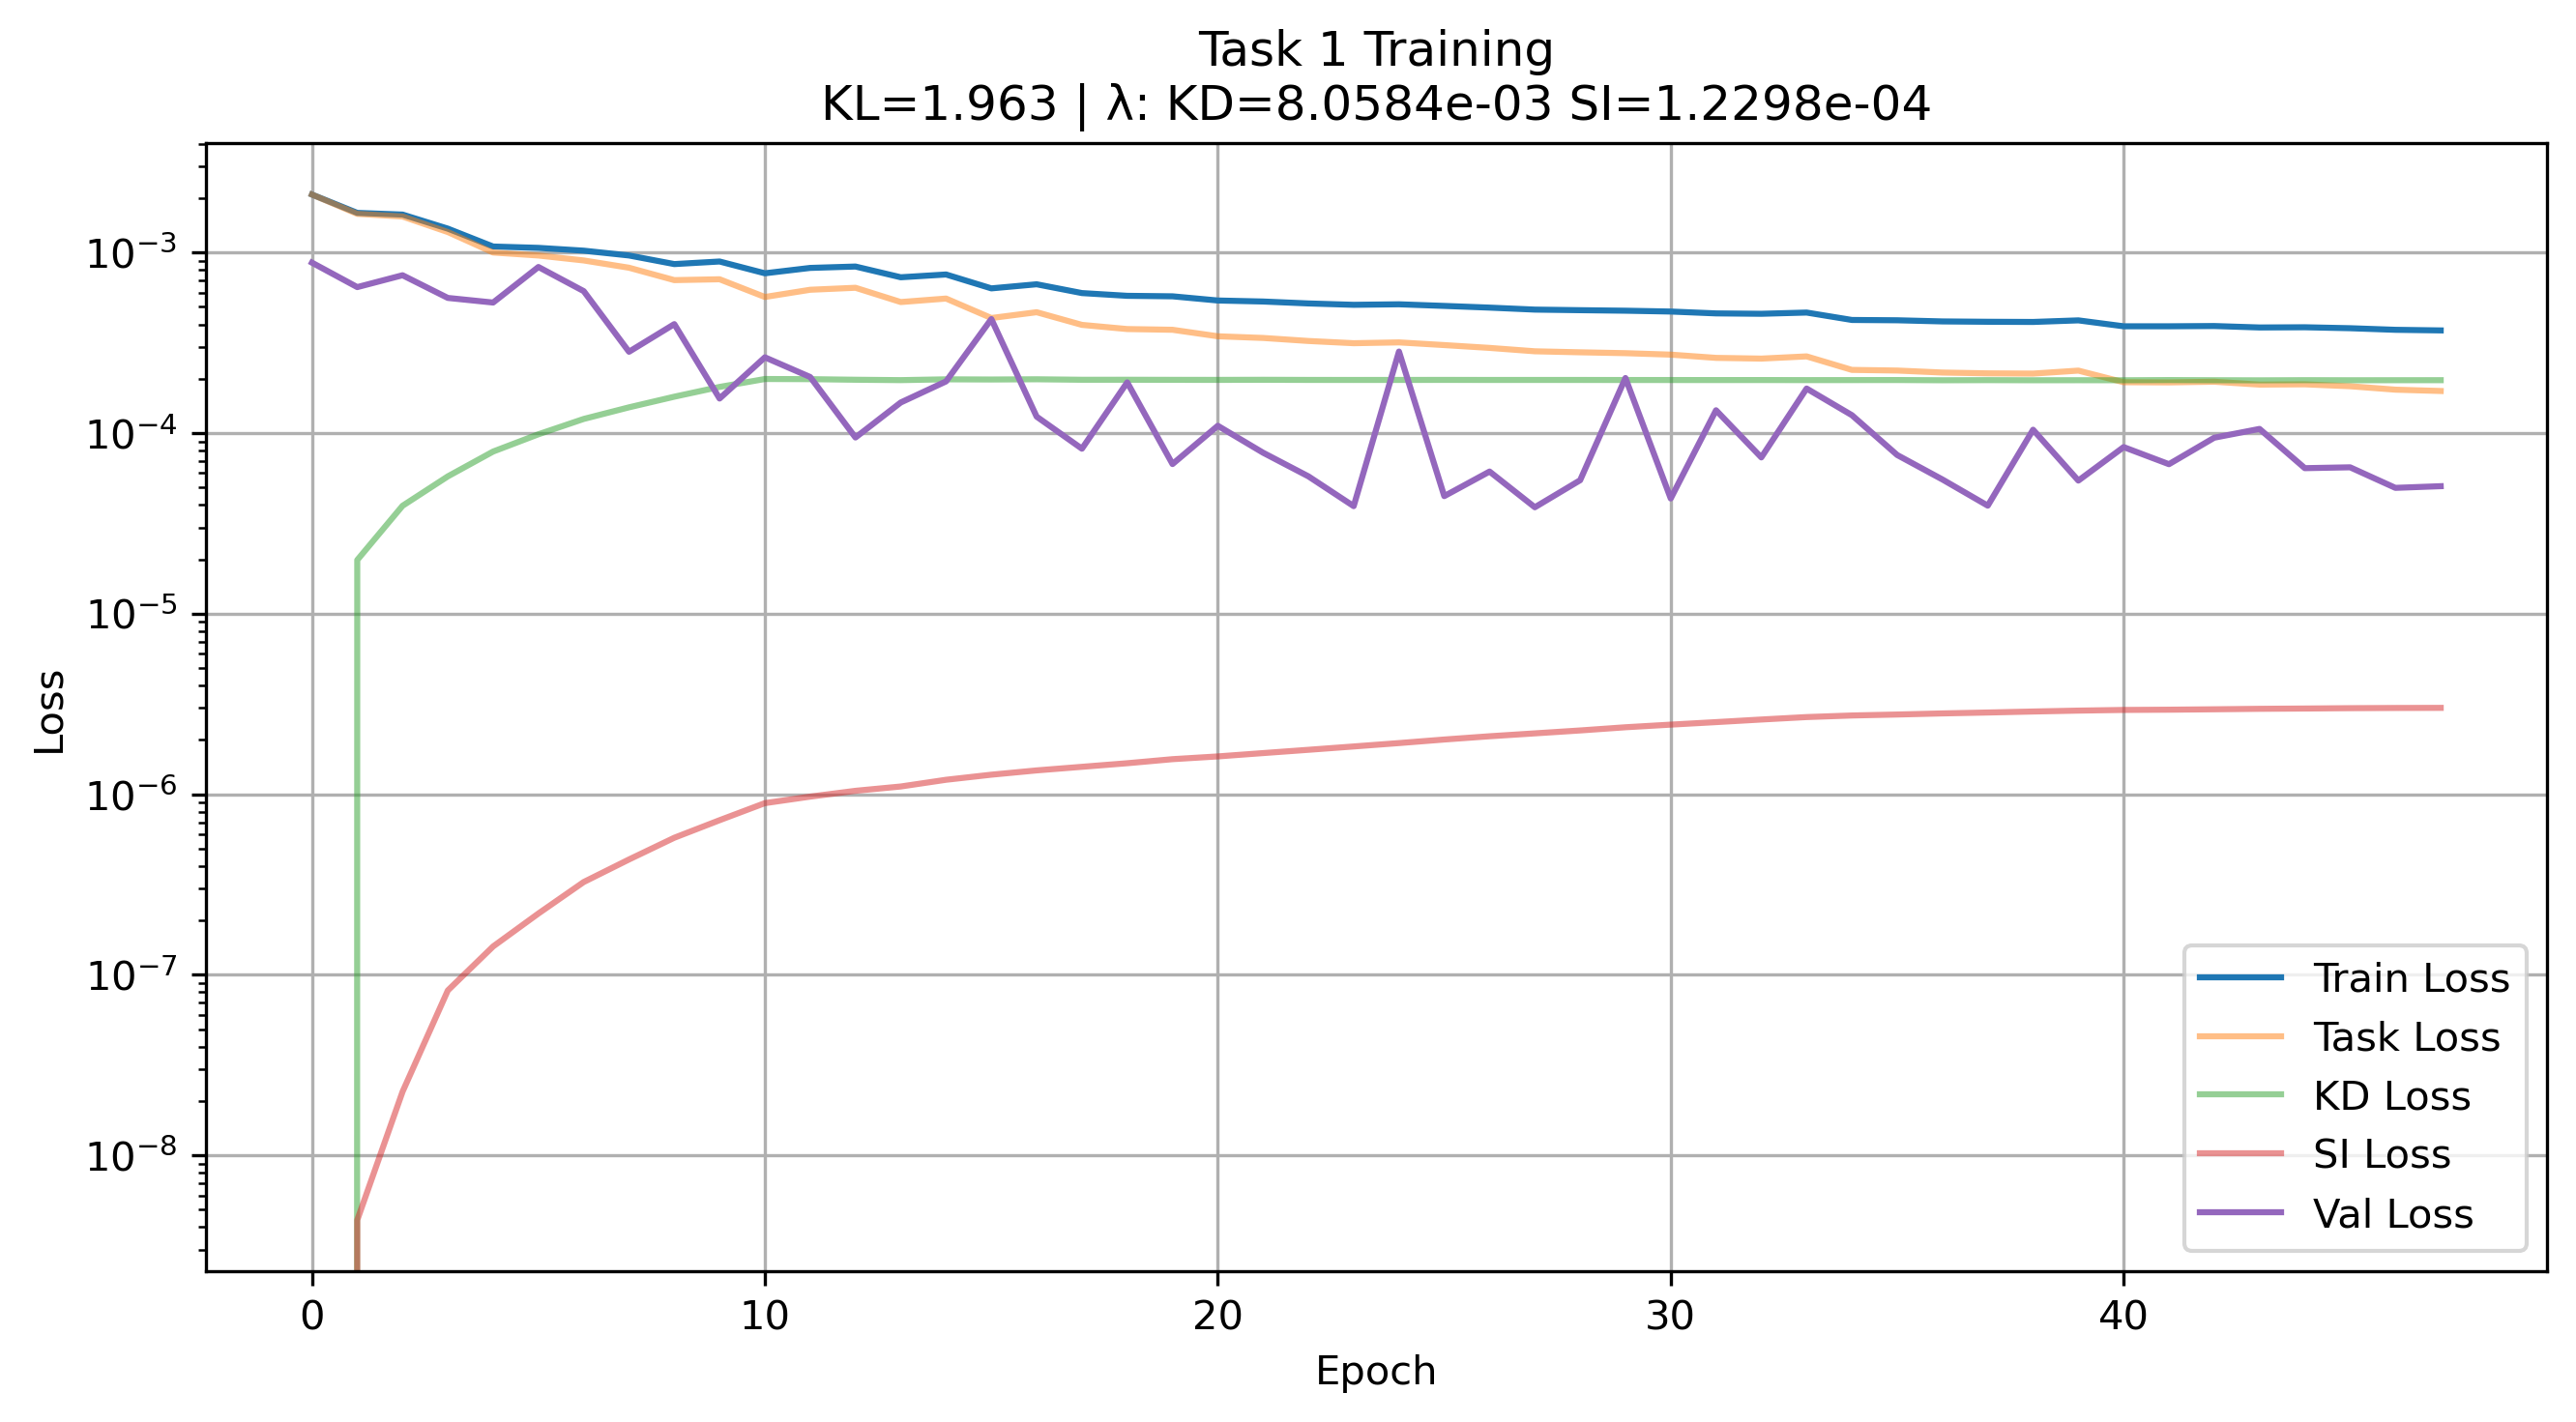 Task 1 Training
KL=1.963 | λ: KD=8.0584e-03 SI=1.2298e-04
Loss
10⁻³
10⁻⁴
10⁻⁵
10⁻⁶
10⁻⁷
10⁻⁸
Train Loss
Task Loss
KD Loss
SI Loss
Val Loss
0 10 20 30 40
Epoch